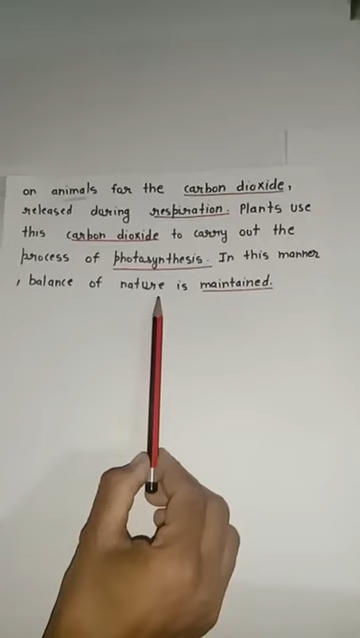 on animals for the carbon dioxide,
released during respiration. Plants use
this carbon dioxide to carry out the
process of photosynthesis. In this manner
, balance of nature is maintained.